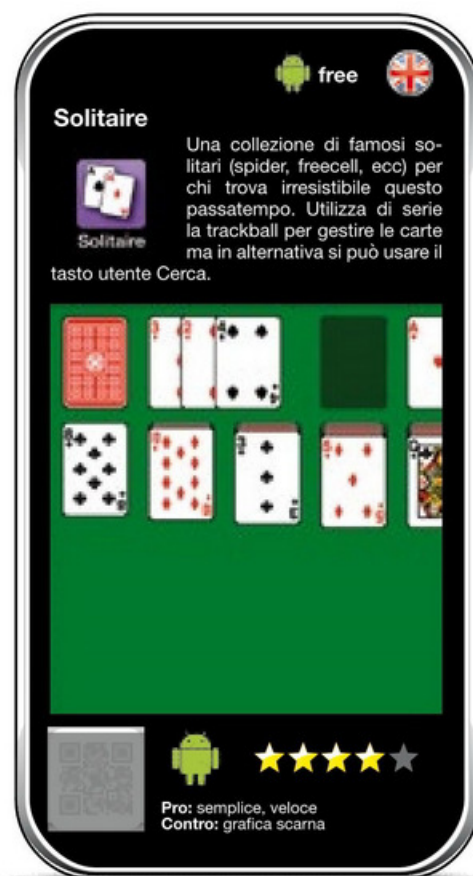 free
Solitaire
Una collezione di famosi so-
litari (spider, freecell, ecc) per
chi trova irresistibile questo
passatempo. Utilizza di serie
la trackball per gestire le carte
ma in alternativa si può usare il
tasto utente Cerca.
Solitaire
Pro: semplice, veloce
Contro: grafica scarna